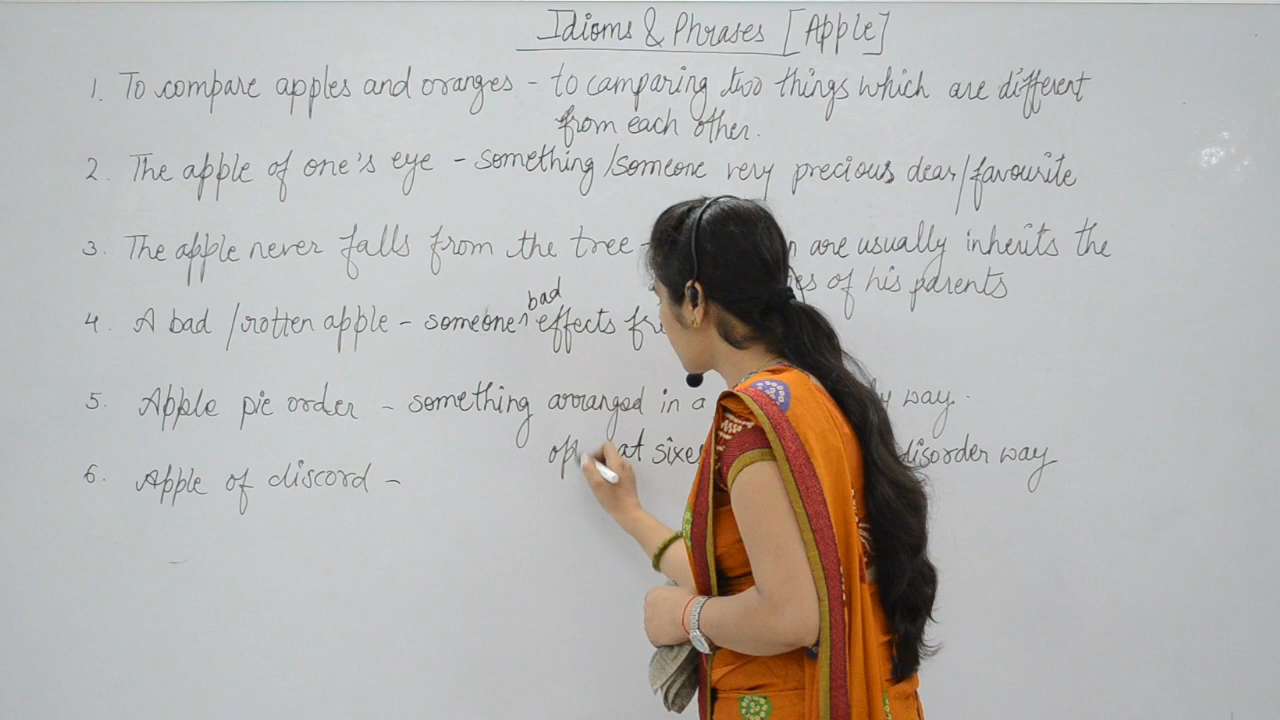 Idioms & Phrases [Apple]
1. To compare apples and oranges - to camparing two things which are different
from each other.
2. The apple of one's eye - something/someone very precious dear/favourite
3. The apple never falls from the tree - are usually inherits the
of his parents
4. A bad/rotten apple - someone bad effects
5. Apple pie order - something arranged in a way.
at disorder way
6. Apple of discord -